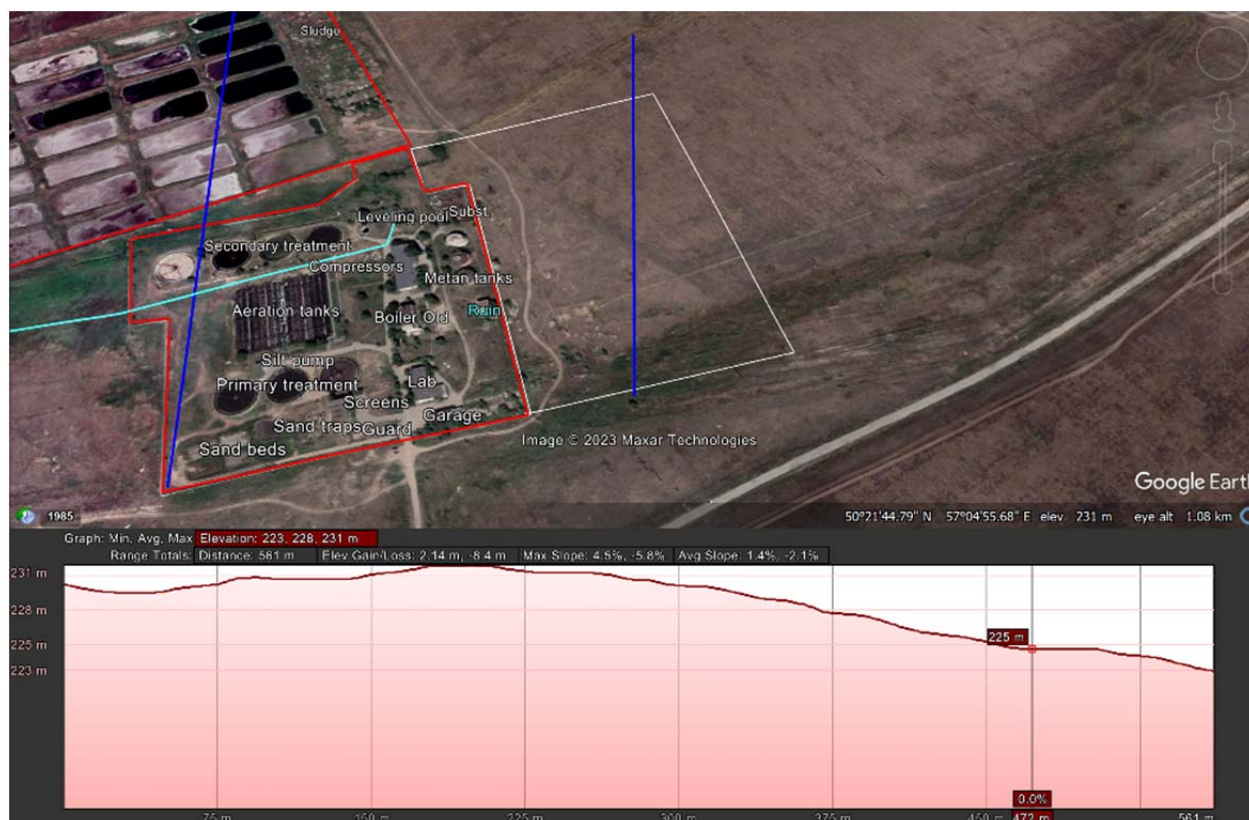 Sludge
Leveling pool
Subst
Secondary treatment
Compressors
Metan tanks
Aeration tanks
Boiler Old
Ruin
Silt pump
Primary treatment
Lab
Screens
Garage
Sand traps
Guard
Sand beds
Image © 2023 Maxar Technologies
Google Eart
1985
50°21'44.79" N 57°04'55.68" E elev 231 m eye alt 1.08 km
Graph: Min, Avg, Max Elevation: 223, 228, 231 m
Range Totals: Distance: 561 m Elev Gain/Loss: 2.14 m, -8.4 m Max Slope: 4.5%, -5.8% Avg Slope: 1.4%, -2.1%
231 m
228 m
225 m
225 m
223 m
0.0%
75 m 150 m 225 m 300 m 375 m 450 m 472 m 561 m